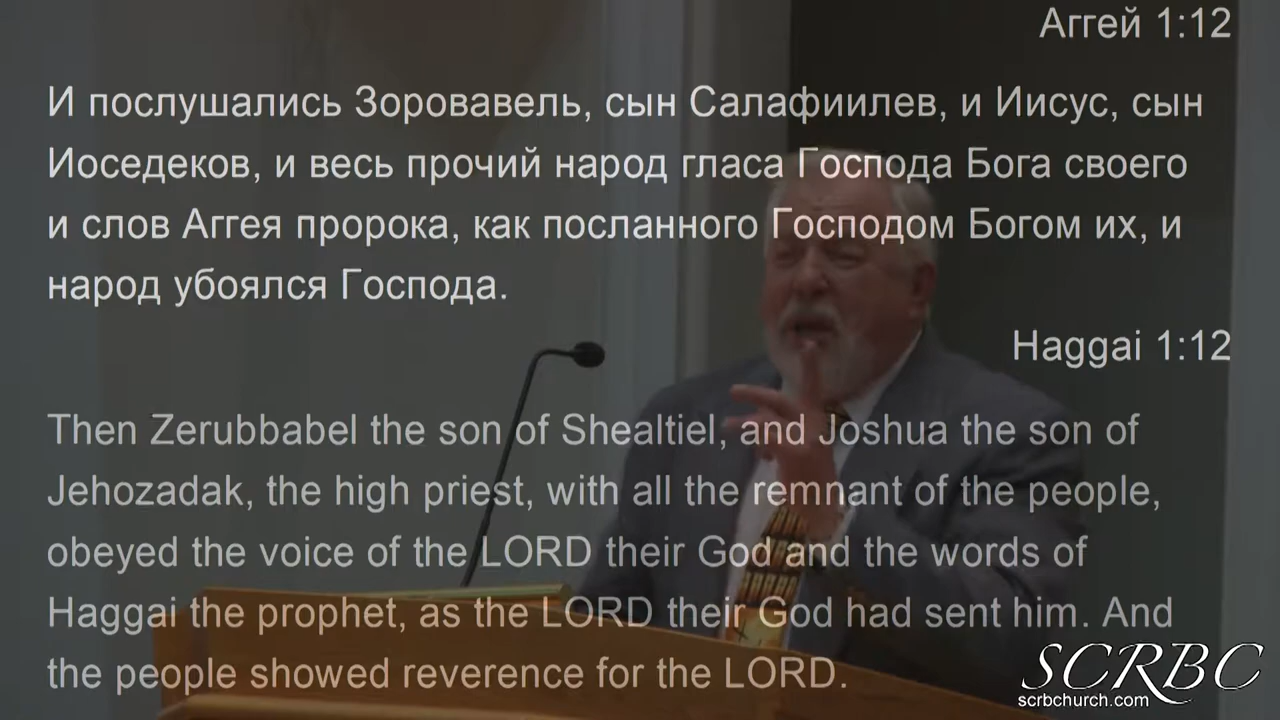 Аггей 1:12
И послушались Зоровавель, сын Салафиилев, и Иисус, сын
Иоседеков, и весь прочий народ гласа Господа Бога своего
и слов Аггея пророка, как посланного Господом Богом их, и
народ убоялся Господа.
Haggai 1:12
Then Zerubbabel the son of Shealtiel, and Joshua the son of
Jehozadak, the high priest, with all the remnant of the people,
obeyed the voice of the LORD their God and the words of
Haggai the prophet, as the LORD their God had sent him. And
the people showed reverence for the LORD.
SCRBC
scrbchurch.com